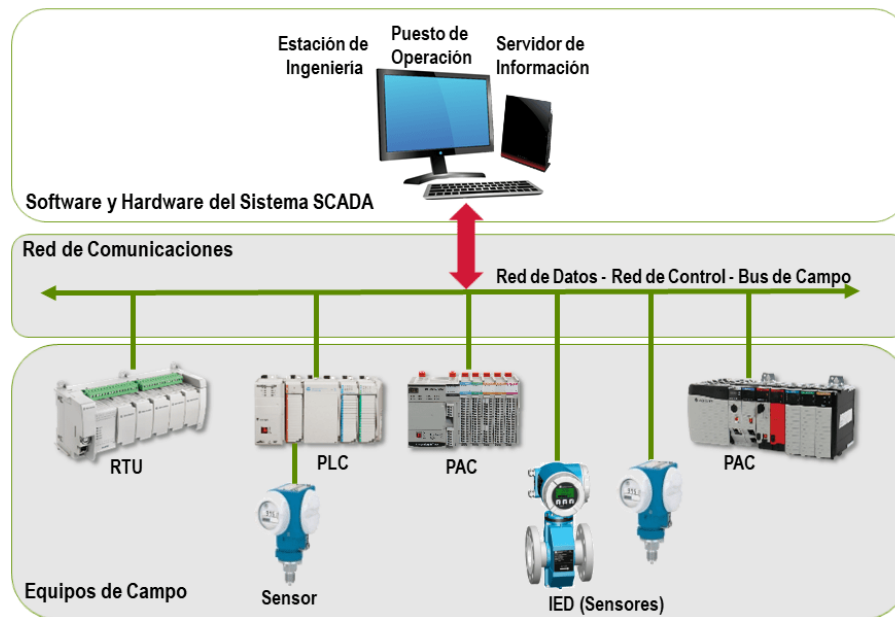 Estación de
Ingeniería
Puesto de
Operación
Servidor de
Información
Software y Hardware del Sistema SCADA
Red de Comunicaciones
Red de Datos - Red de Control - Bus de Campo
RTU
PLC
PAC
PAC
Sensor
IED (Sensores)
Equipos de Campo